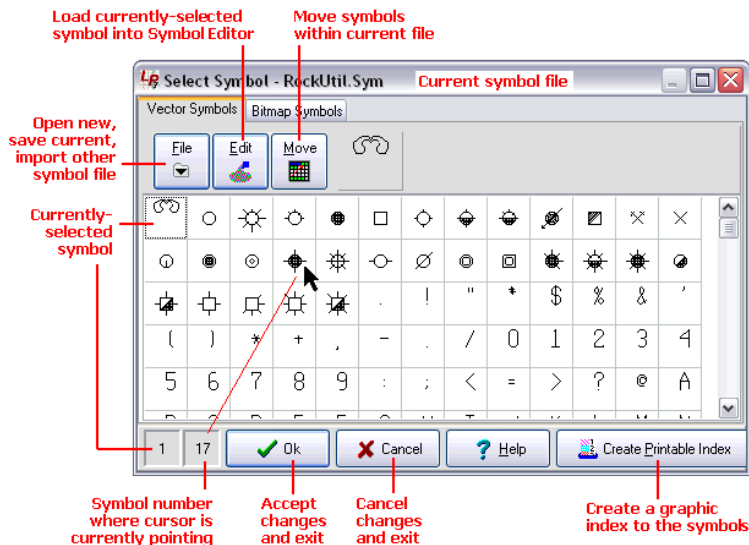 Load currently-selected
symbol into Symbol Editor
Move symbols
within current file
Select Symbol - RockUtil.Sym
Current symbol file
Vector Symbols
Bitmap Symbols
Open new,
save current,
import other
symbol file
File
Edit
Move
Currently-
selected
symbol
. ! " * $ % & '
( ) * + , - . / 0 1 2 3 4
5 6 7 8 9 : ; < = > ? @ A
1
17
Ok
Cancel
Help
Create Printable Index
Symbol number
where cursor is
currently pointing
Accept
changes
and exit
Cancel
changes
and exit
Create a graphic
index to the symbols